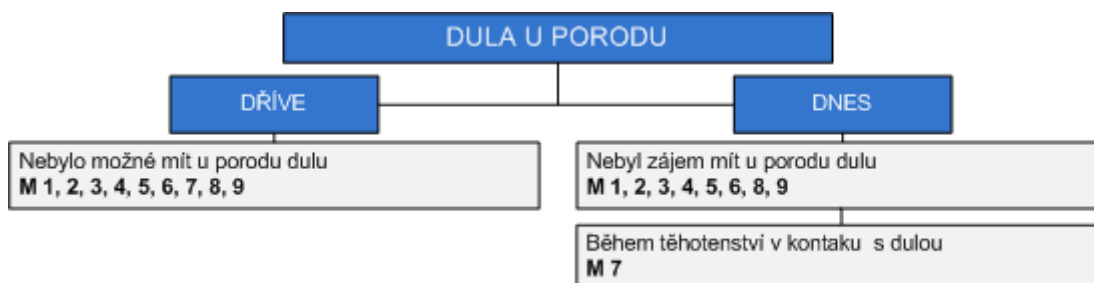 DULA U PORODU
DŘÍVE
Nebylo možné mít u porodu dulu
M 1, 2, 3, 4, 5, 6, 7, 8, 9
DNES
Nebyl zájem mít u porodu dulu
M 1, 2, 3, 4, 5, 6, 8, 9
Během těhotenství v kontaku s dulou
M 7